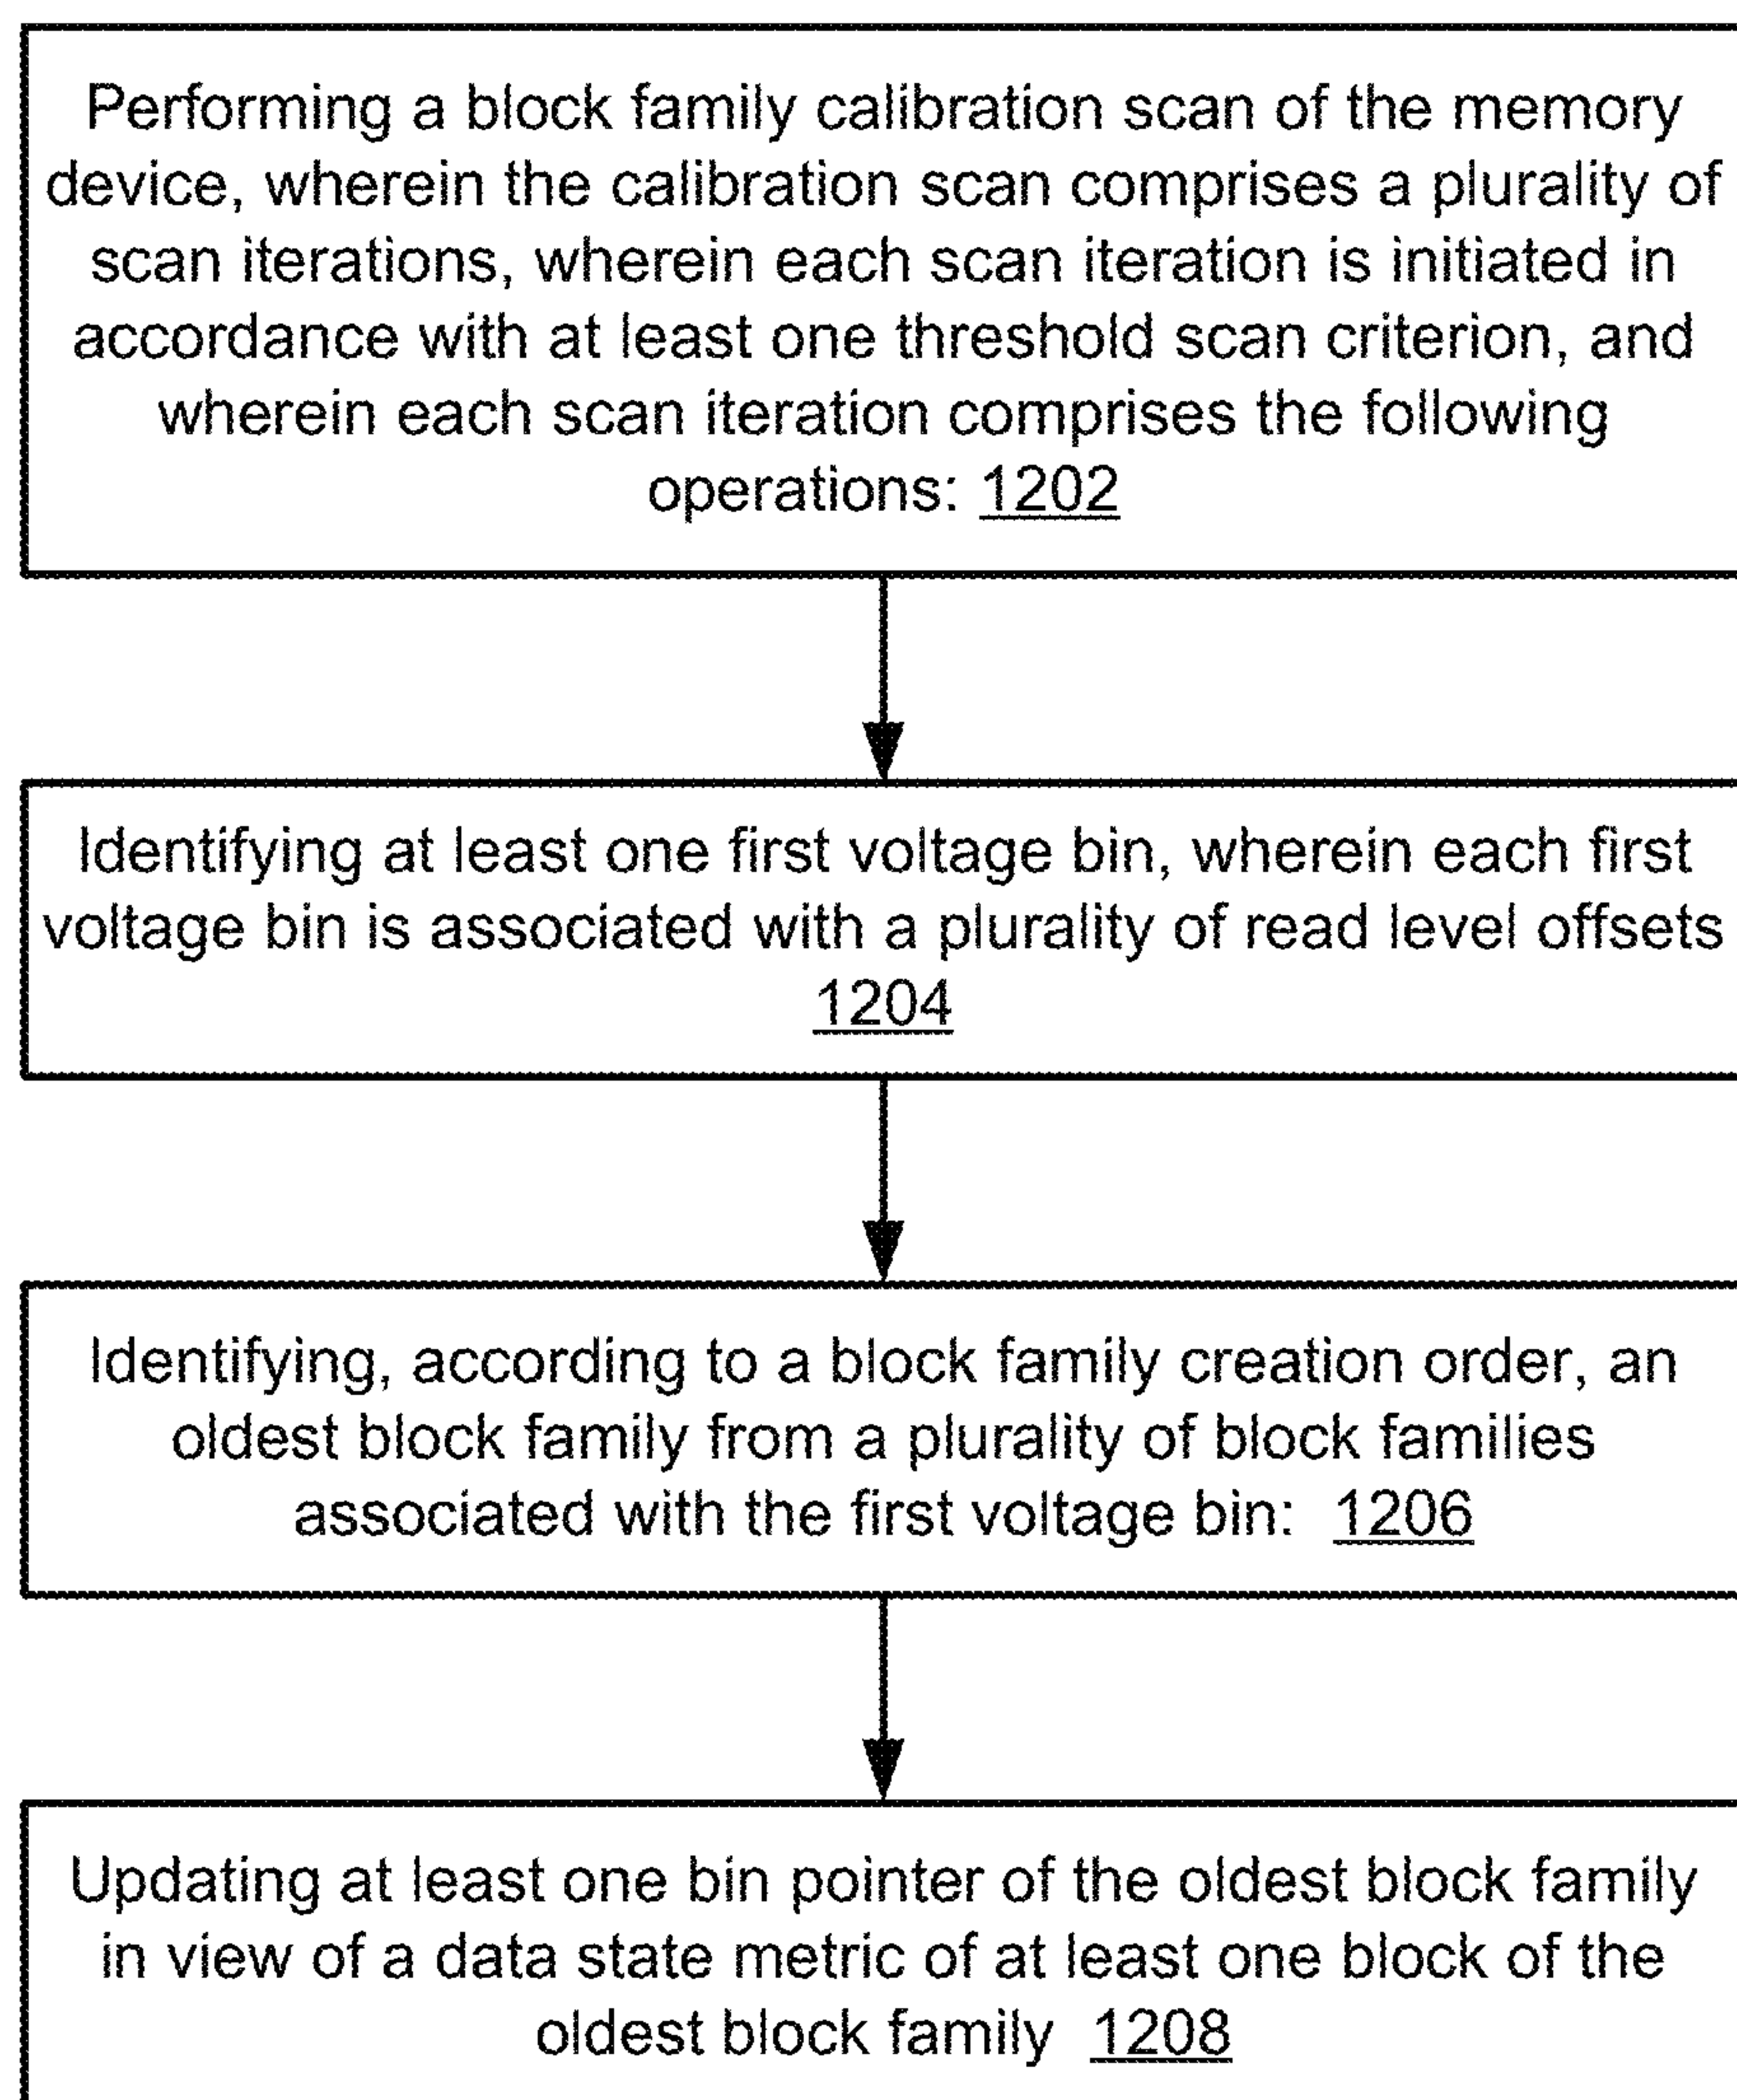 Performing a block family calibration scan of the memory
device, wherein the calibration scan comprises a plurality of
scan iterations, wherein each scan iteration is initiated in
accordance with at least one threshold scan criterion, and
wherein each scan iteration comprises the following
operations: 1202
Identifying at least one first voltage bin, wherein each first
voltage bin is associated with a plurality of read level offsets
1204
Identifying, according to a block family creation order, an
oldest block family from a plurality of block families
associated with the first voltage bin: 1206
Updating at least one bin pointer of the oldest block family
in view of a data state metric of at least one block of the
oldest block family 1208